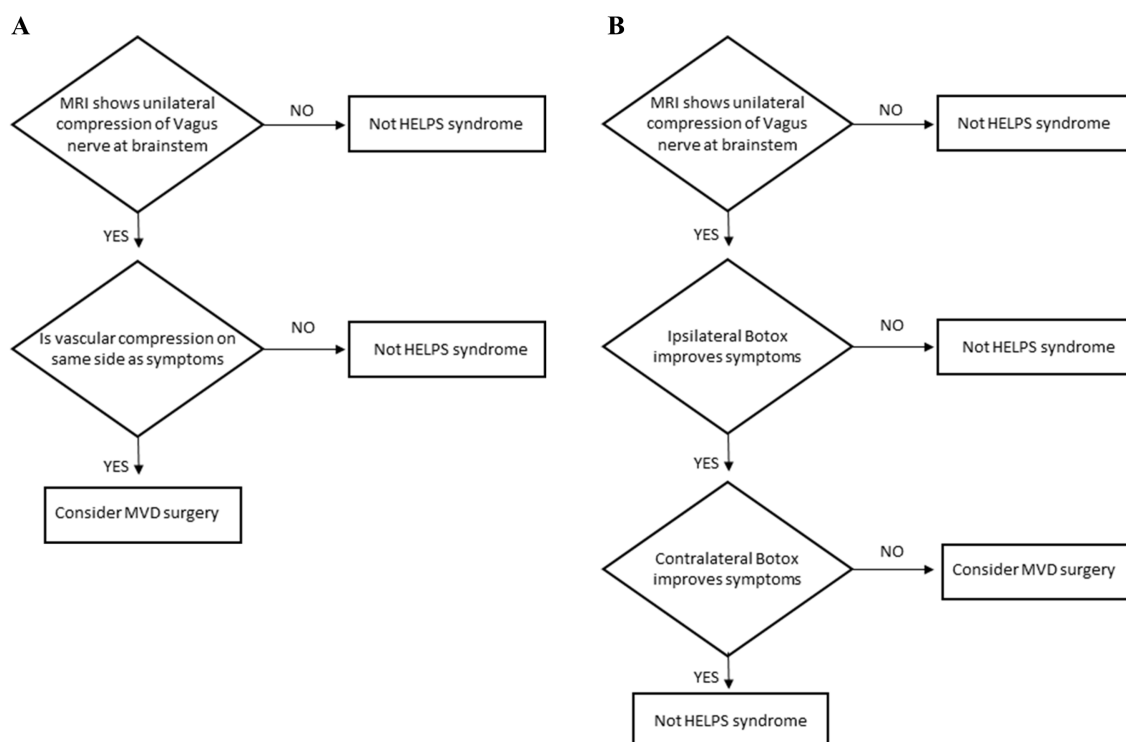 A
MRI shows unilateral
compression of Vagus
nerve at brainstem
NO
Not HELPS syndrome
YES
Is vascular compression on
same side as symptoms
NO
Not HELPS syndrome
YES
Consider MVD surgery
B
MRI shows unilateral
compression of Vagus
nerve at brainstem
NO
Not HELPS syndrome
YES
Ipsilateral Botox
improves symptoms
NO
Not HELPS syndrome
YES
Contralateral Botox
improves symptoms
NO
Consider MVD surgery
YES
Not HELPS syndrome